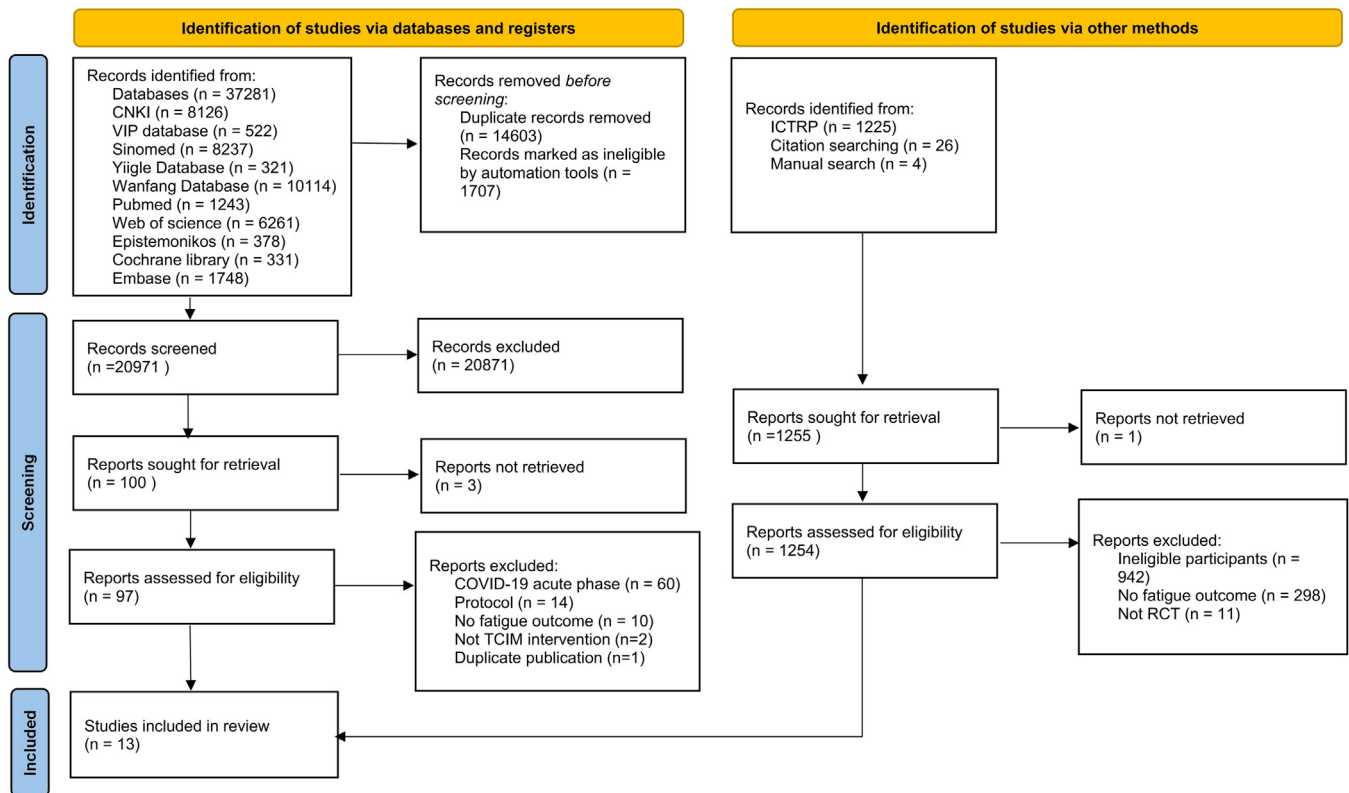 Identification of studies via databases and registers
Identification of studies via other methods
Identification
Records identified from:
Databases (n = 37281)
CNKI (n = 8126)
VIP database (n = 522)
Sinomed (n = 8237)
Yiigle Database (n = 321)
Wanfang Database (n = 10114)
Pubmed (n = 1243)
Web of science (n = 6261)
Epistemonikos (n = 378)
Cochrane library (n = 331)
Embase (n = 1748)
Records removed before
screening:
Duplicate records removed
(n = 14603)
Records marked as ineligible
by automation tools (n =
1707)
Records identified from:
ICTRP (n = 1225)
Citation searching (n = 26)
Manual search (n = 4)
Screening
Records screened
(n =20971 )
Records excluded
(n = 20871)
Reports sought for retrieval
(n = 100 )
Reports not retrieved
(n = 3)
Reports sought for retrieval
(n =1255 )
Reports not retrieved
(n = 1)
Reports assessed for eligibility
(n = 97)
Reports excluded:
COVID-19 acute phase (n = 60)
Protocol (n = 14)
No fatigue outcome (n = 10)
Not TCIM intervention (n=2)
Duplicate publication (n=1)
Reports assessed for eligibility
(n = 1254)
Reports excluded:
Ineligible participants (n =
942)
No fatigue outcome (n = 298)
Not RCT (n = 11)
Included
Studies included in review
(n = 13)